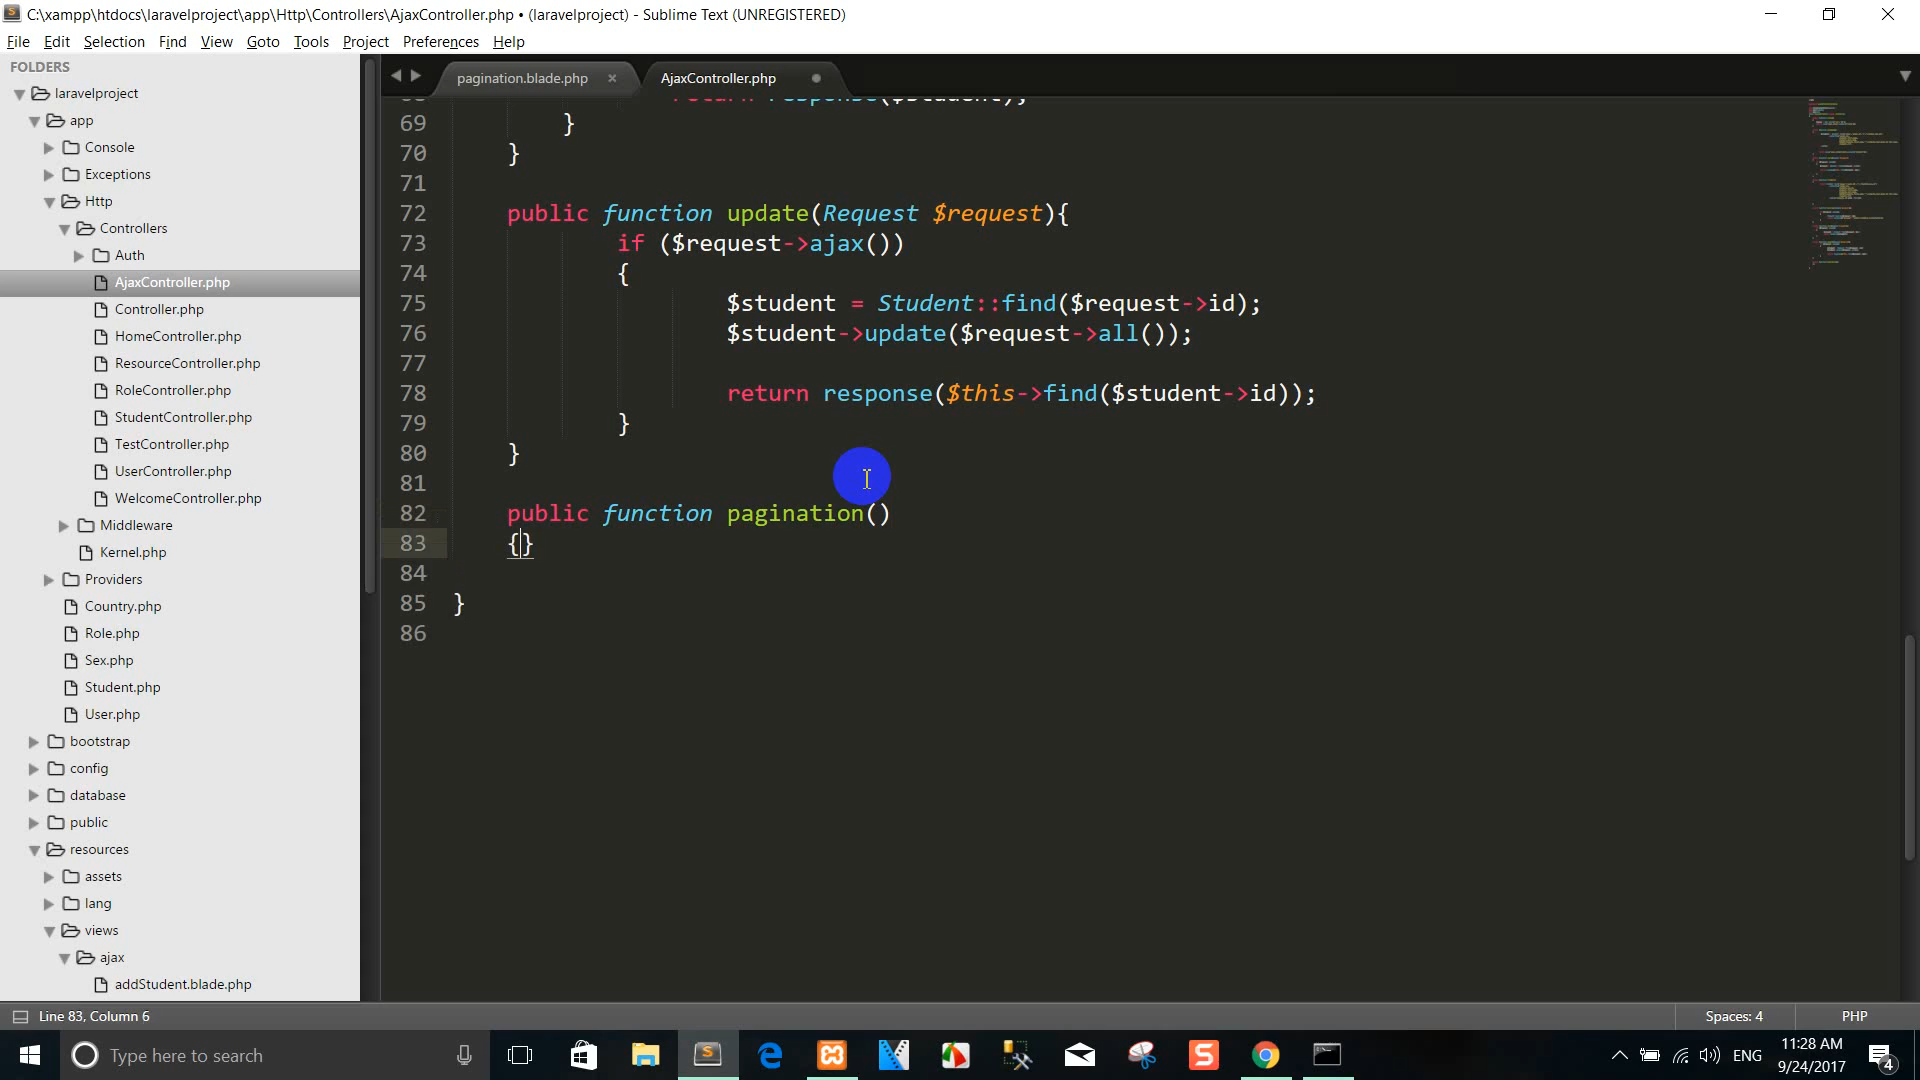 C:\xampp\htdocs\laravelproject\app\Http\Controllers\AjaxController.php • (laravelproject) - Sublime Text (UNREGISTERED)
File Edit Selection Find View Goto Tools Project Preferences Help
FOLDERS
laravelproject
app
Console
Exceptions
Http
Controllers
Auth
AjaxController.php
Controller.php
HomeController.php
ResourceController.php
RoleController.php
StudentController.php
TestController.php
UserController.php
WelcomeController.php
Middleware
Kernel.php
Providers
Country.php
Role.php
Sex.php
Student.php
User.php
bootstrap
config
database
public
resources
assets
lang
views
ajax
addStudent.blade.php
pagination.blade.php AjaxController.php
68 return response($student);
69 }
70 }
71
72 public function update(Request $request){
73 if ($request->ajax())
74 {
75 $student = Student::find($request->id);
76 $student->update($request->all());
77
78 return response($this->find($student->id));
79 }
80 }
81
82 public function pagination()
83 {}
84
85 }
86
Line 83, Column 6 Spaces: 4 PHP
Type here to search
ENG
11:28 AM
9/24/2017
4